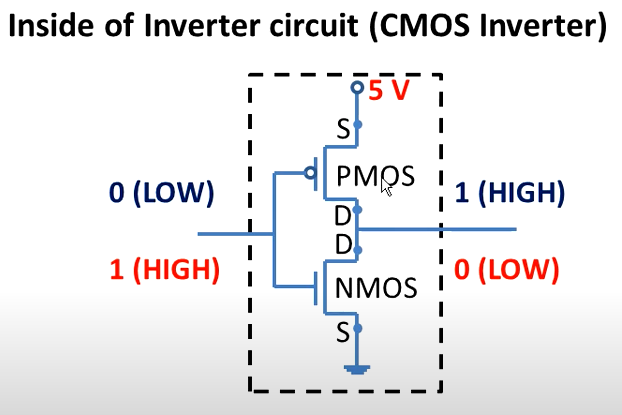 Inside of Inverter circuit (CMOS Inverter)
5 V
S
PMOS
0 (LOW)
1 (HIGH)
D
D
1 (HIGH)
0 (LOW)
NMOS
S